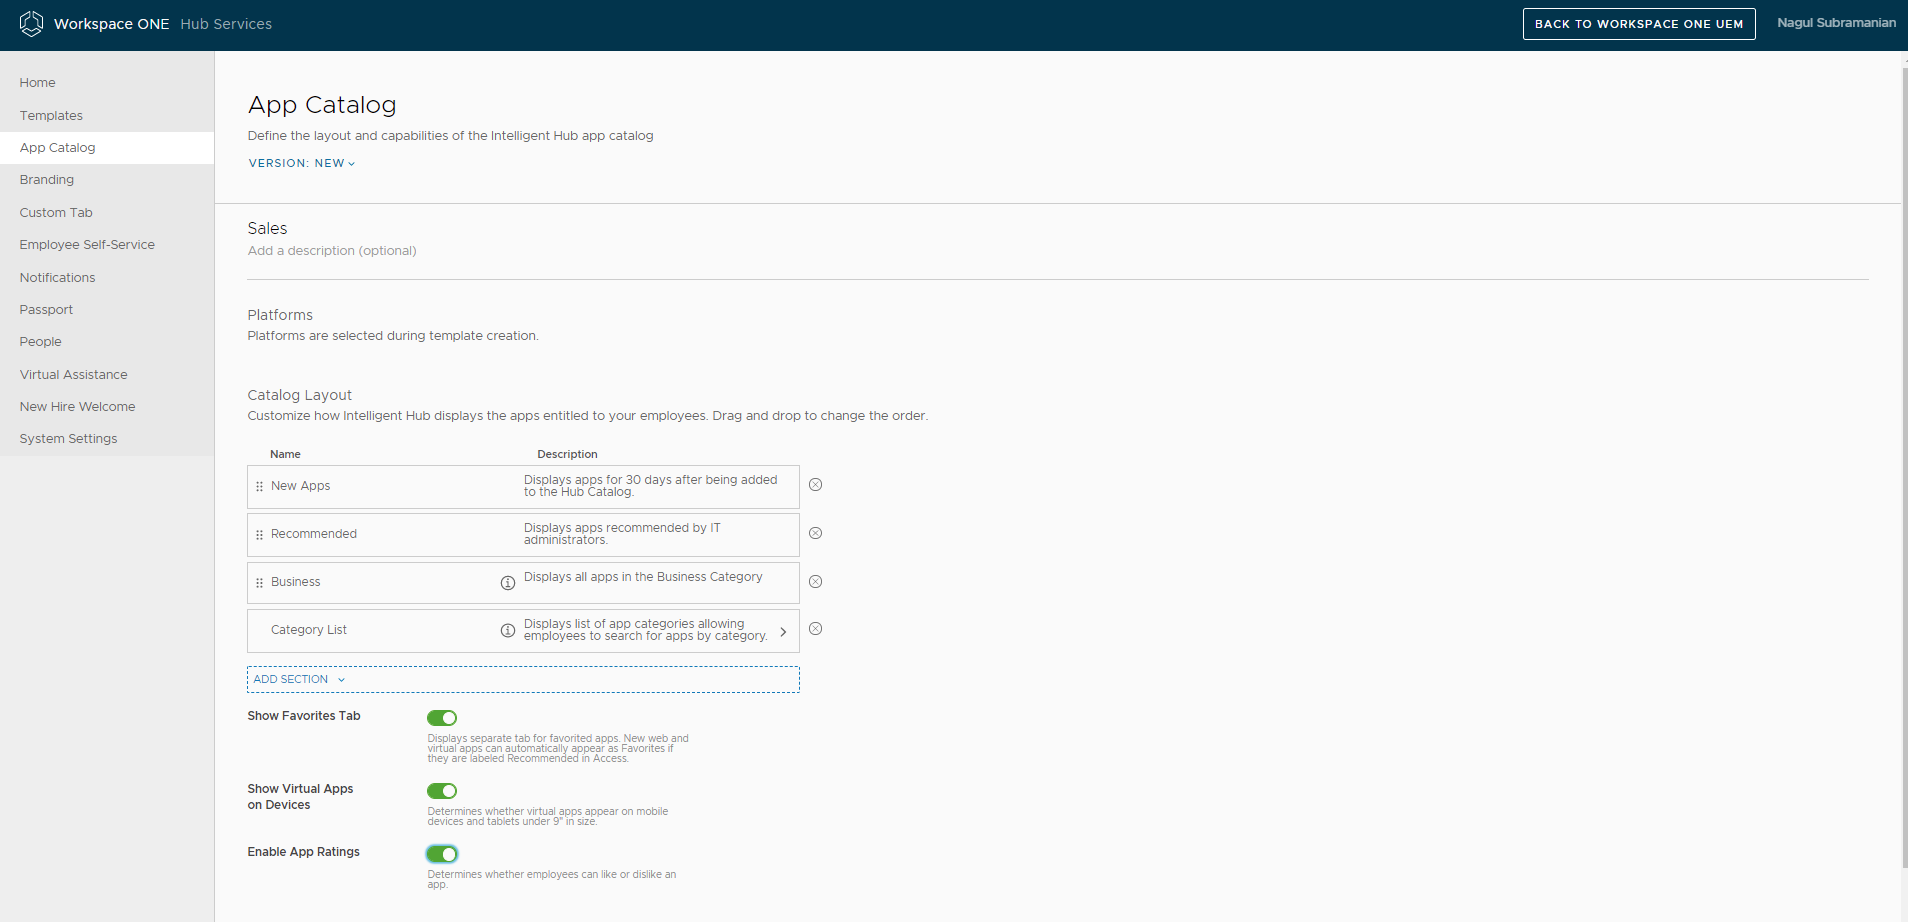 Workspace ONE Hub Services
BACK TO WORKSPACE ONE UEM
Nagul Subramanian
Home
Templates
App Catalog
Branding
Custom Tab
Employee Self-Service
Notifications
Passport
People
Virtual Assistance
New Hire Welcome
System Settings
App Catalog
Define the layout and capabilities of the Intelligent Hub app catalog
VERSION: NEW
Sales
Add a description (optional)
Platforms
Platforms are selected during template creation.
Catalog Layout
Customize how Intelligent Hub displays the apps entitled to your employees. Drag and drop to change the order.
Name Description
New Apps
Displays apps for 30 days after being added
to the Hub Catalog.
Recommended
Displays apps recommended by IT
administrators.
Business
Displays all apps in the Business Category
Category List
Displays list of app categories allowing
employees to search for apps by category.
ADD SECTION
Show Favorites Tab
Displays separate tab for favorited apps. New web and
virtual apps can automatically appear as Favorites if
they are labeled Recommended in Access.
Show Virtual Apps
on Devices
Determines whether virtual apps appear on mobile
devices and tablets under 9" in size.
Enable App Ratings
Determines whether employees can like or dislike an
app.